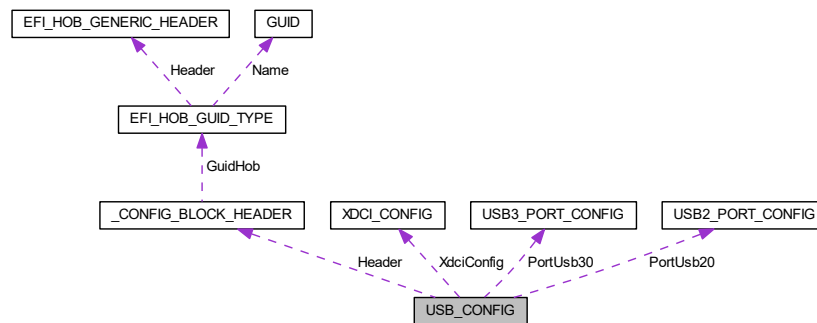 EFI_HOB_GENERIC_HEADER
GUID
Header
Name
EFI_HOB_GUID_TYPE
GuidHob
_CONFIG_BLOCK_HEADER
XDCI_CONFIG
USB3_PORT_CONFIG
USB2_PORT_CONFIG
Header
XdciConfig
PortUsb30
PortUsb20
USB_CONFIG